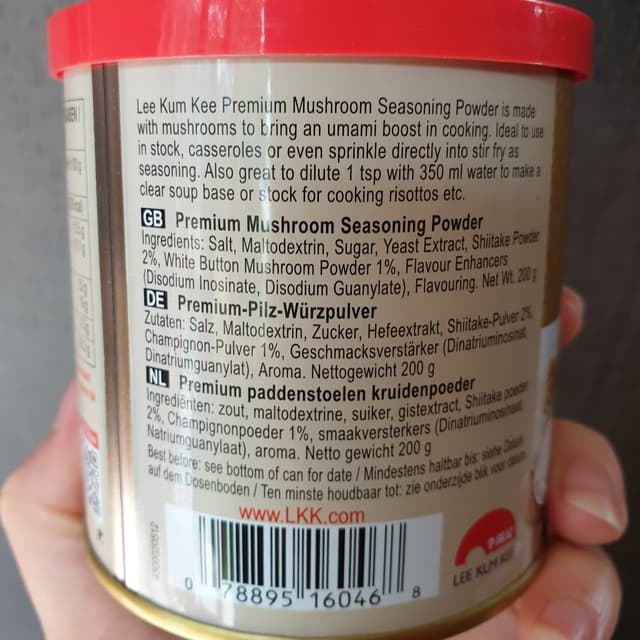 Lee Kum Kee Premium Mushroom Seasoning Powder is made
with mushrooms to bring an umami boost in cooking. Ideal to use
in stock, casseroles or even sprinkle directly into stir fry as
seasoning. Also great to dilute 1 tsp with 350 ml water to make a
clear soup base or stock for cooking risottos etc.
GB Premium Mushroom Seasoning Powder
Ingredients: Salt, Maltodextrin, Sugar, Yeast Extract, Shiitake Powder
2%, White Button Mushroom Powder 1%, Flavour Enhancers
(Disodium Inosinate, Disodium Guanylate), Flavouring. Net Wt. 200 g
DE Premium-Pilz-Würzpulver
Zutaten: Salz, Maltodextrin, Zucker, Hefeextrakt, Shiitake-Pulver 2%,
Champignon-Pulver 1%, Geschmacksverstärker (Dinatriuminosinat,
Dinatriumguanylat), Aroma. Nettogewicht 200 g
NL Premium paddenstoelen kruidenpoeder
Ingrediënten: zout, maltodextrine, suiker, gistextract, Shiitake poeder
2%, Champignonpoeder 1%, smaakversterkers (Dinatriuminosinaat,
Natriumguanylaat), aroma. Netto gewicht 200 g
Best before: see bottom of can for date / Mindestens haltbar bis: siehe Datum
auf dem Dosenboden / Ten minste houdbaar tot: zie onderzijde blik voor datum
www.LKK.com
0 78895 16046 8
LEE KUM KEE